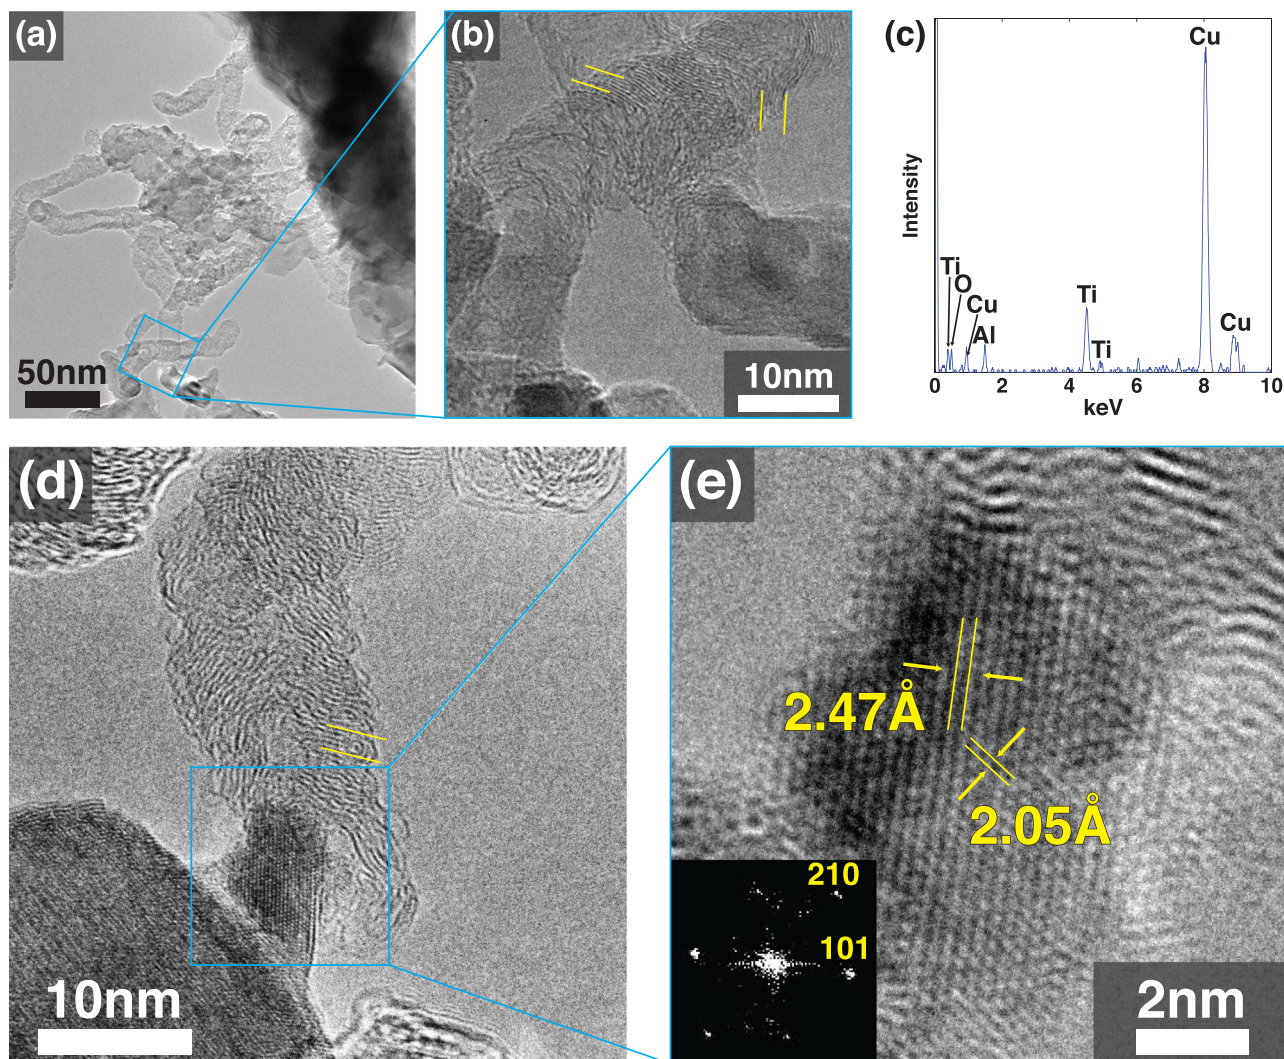 (a)
50nm
(b)
10nm
(c)
Intensity
Cu
Ti
O
Cu
Al
Ti
Ti
Cu
0 2 4 6 8 10
keV
(d)
10nm
(e)
2.47Å
2.05Å
210
101
2nm